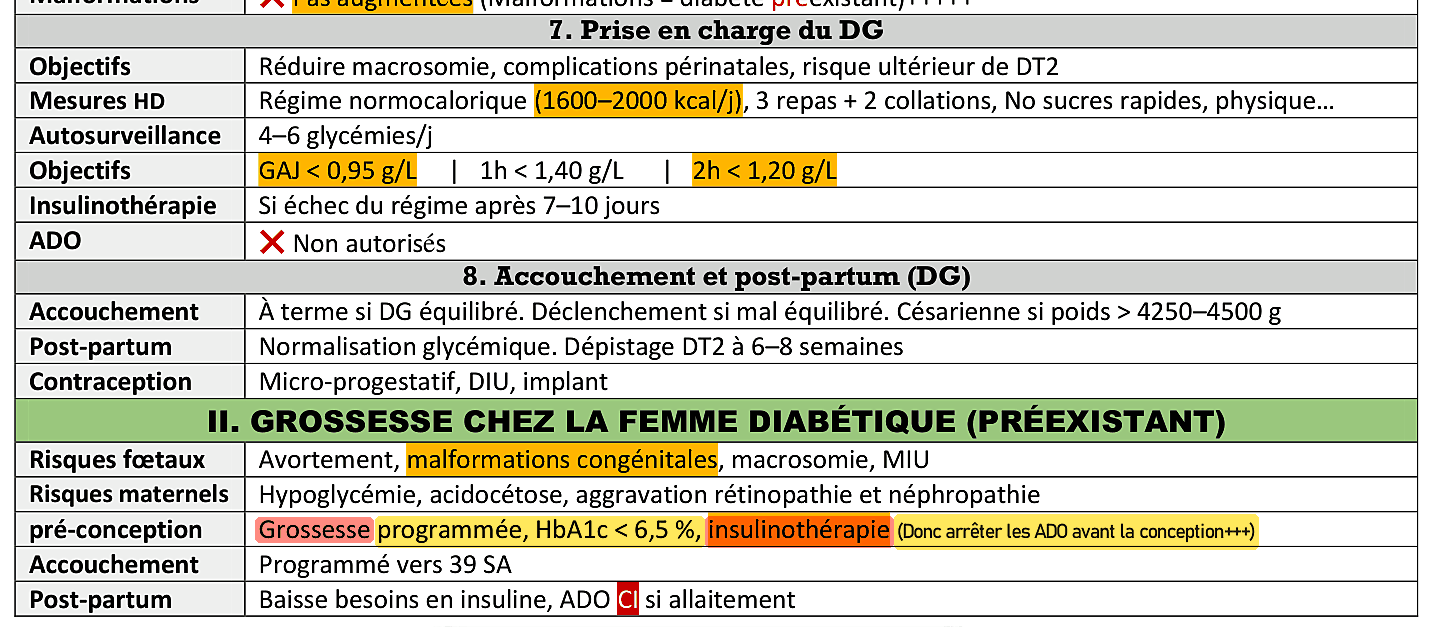 Malformations ❌ Pas augmentées (Malformations = diabète préexistant)+++++
7. Prise en charge du DG
Objectifs Réduire macrosomie, complications périnatales, risque ultérieur de DT2
Mesures HD Régime normocalorique (1600–2000 kcal/j), 3 repas + 2 collations, No sucres rapides, physique...
Autosurveillance 4–6 glycémies/j
Objectifs GAJ < 0,95 g/L | 1h < 1,40 g/L | 2h < 1,20 g/L
Insulinothérapie Si échec du régime après 7–10 jours
ADO ❌ Non autorisés
8. Accouchement et post-partum (DG)
Accouchement À terme si DG équilibré. Déclenchement si mal équilibré. Césarienne si poids > 4250–4500 g
Post-partum Normalisation glycémique. Dépistage DT2 à 6–8 semaines
Contraception Micro-progestatif, DIU, implant
II. GROSSESSE CHEZ LA FEMME DIABÉTIQUE (PRÉEXISTANT)
Risques fœtaux Avortement, malformations congénitales, macrosomie, MIU
Risques maternels Hypoglycémie, acidocétose, aggravation rétinopathie et néphropathie
pré-conception Grossesse programmée, HbA1c < 6,5 %, insulinothérapie (Donc arrêter les ADO avant la conception+++)
Accouchement Programmé vers 39 SA
Post-partum Baisse besoins en insuline, ADO CI si allaitement